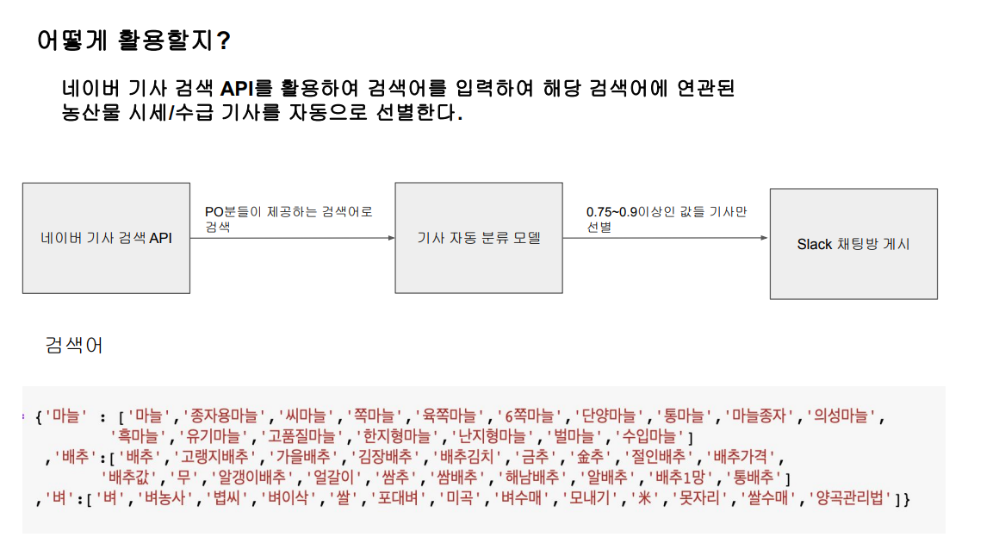 어떻게 활용할지?
네이버 기사 검색 API를 활용하여 검색어를 입력하여 해당 검색어에 연관된
농산물 시세/수급 기사를 자동으로 선별한다.
네이버 기사 검색 API
PO분들이 제공하는 검색어로
검색
기사 자동 분류 모델
0.75~0.9이상인 값들 기사만
선별
Slack 채팅방 게시
검색어
{'마늘' : ['마늘','종자용마늘','씨마늘','쪽마늘','육쪽마늘','6쪽마늘','단양마늘','통마늘','마늘종자','의성마늘',
'흑마늘','유기마늘','고품질마늘','한지형마늘','난지형마늘','벌마늘','수입마늘']
,'배추':['배추','고랭지배추','가을배추','김장배추','배추김치','금추','金추','절인배추','배추가격',
'배추값','무','알갱이배추','얼갈이','쌈추','쌈배추','해남배추','알배추','배추1망','통배추']
,'벼':['벼','벼농사','볍씨','벼이삭','쌀','포대벼','미곡','벼수매','모내기','米','못자리','쌀수매','양곡관리법']}